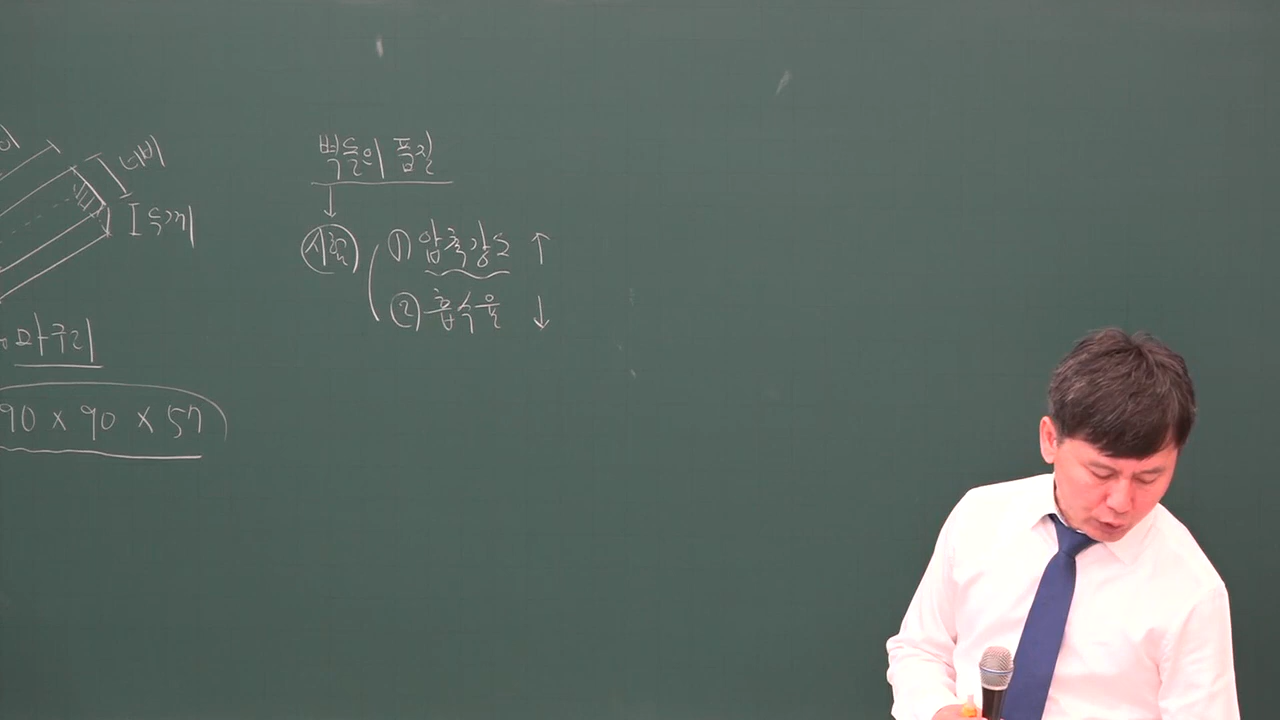 너비
두께
마구리
90 x 90 x 57
벽돌의 품질
↓
시험 ① 압축강도 ↑
② 흡수율 ↓